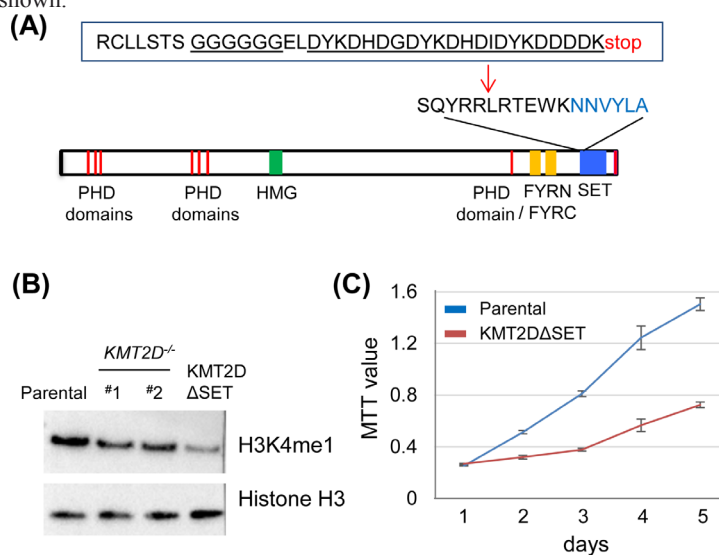 shown.
(A)
RCLLSTS GGGGGGELDYKDHDGDYKDHDIDYKDDDDKstop
SQYRRLRTEWKNNVYLA
PHD domains
PHD domains
HMG
PHD domain
FYRN / FYRC
SET
(B)
KMT2D-/-
Parental
#1
#2
KMT2D ΔSET
H3K4me1
Histone H3
(C)
1.6
1.2
0.8
0.4
0
MTT value
Parental
KMT2DΔSET
1 2 3 4 5
days